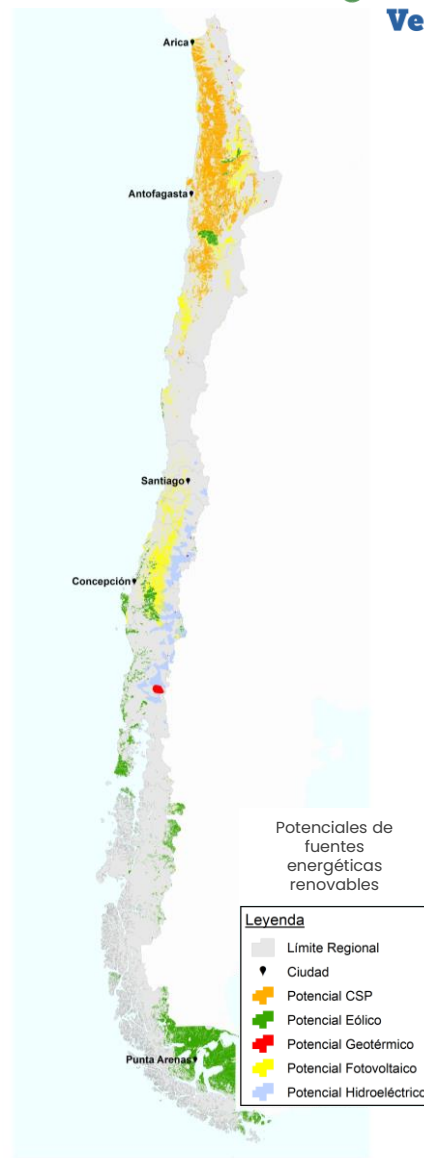 Ve
Arica
Antofagasta
Santiago
Concepción
Punta Arenas
Potenciales de
fuentes
energéticas
renovables
Leyenda
Límite Regional
Ciudad
Potencial CSP
Potencial Eólico
Potencial Geotérmico
Potencial Fotovoltaico
Potencial Hidroeléctrico